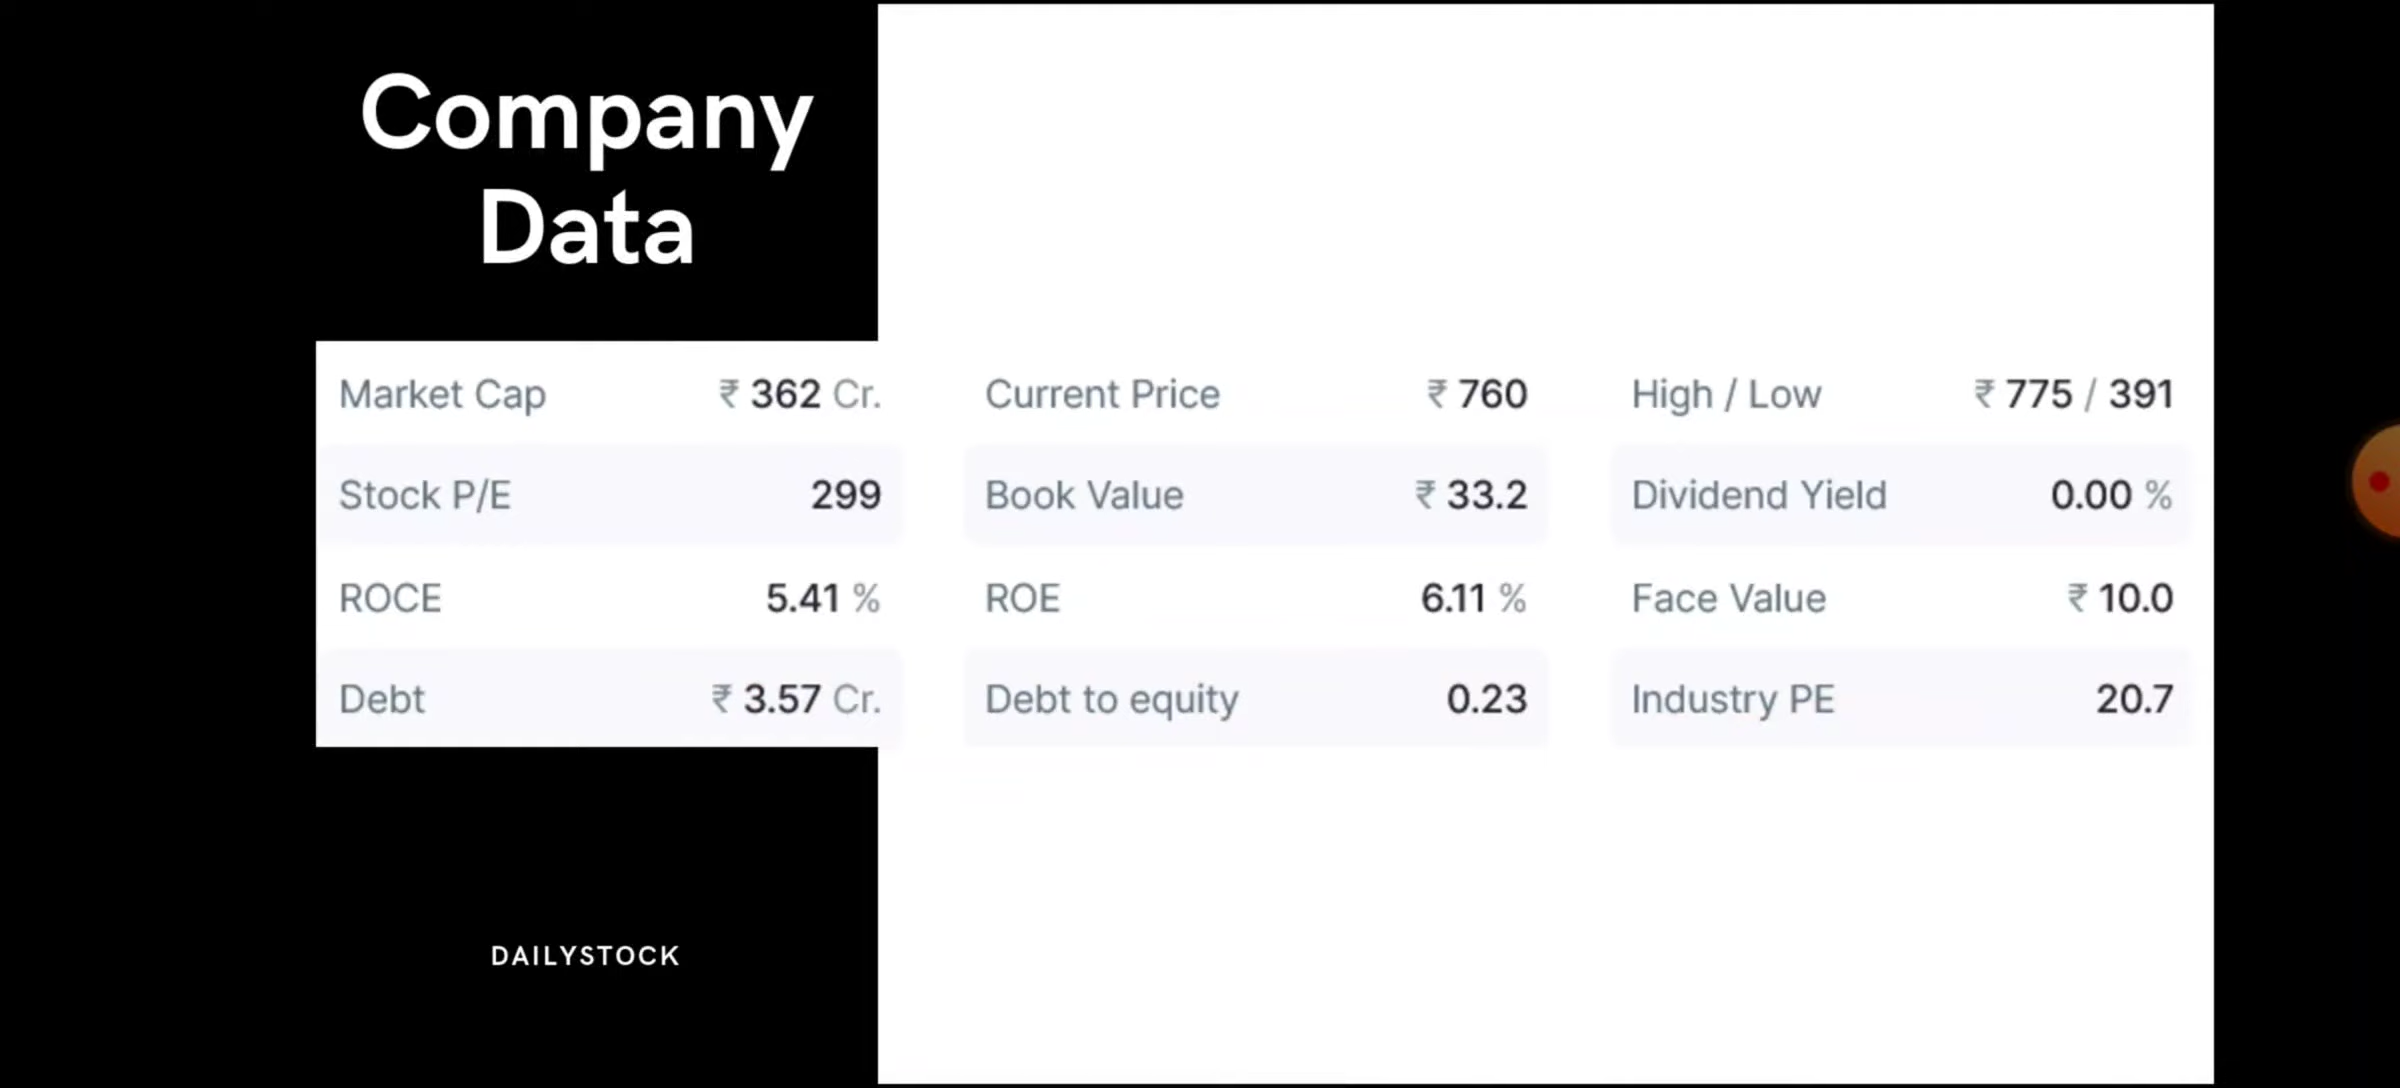 Company
Data
Market Cap ₹ 362 Cr. Current Price ₹ 760 High / Low ₹ 775 / 391
Stock P/E 299 Book Value ₹ 33.2 Dividend Yield 0.00 %
ROCE 5.41 % ROE 6.11 % Face Value ₹ 10.0
Debt ₹ 3.57 Cr. Debt to equity 0.23 Industry PE 20.7
DAILYSTOCK